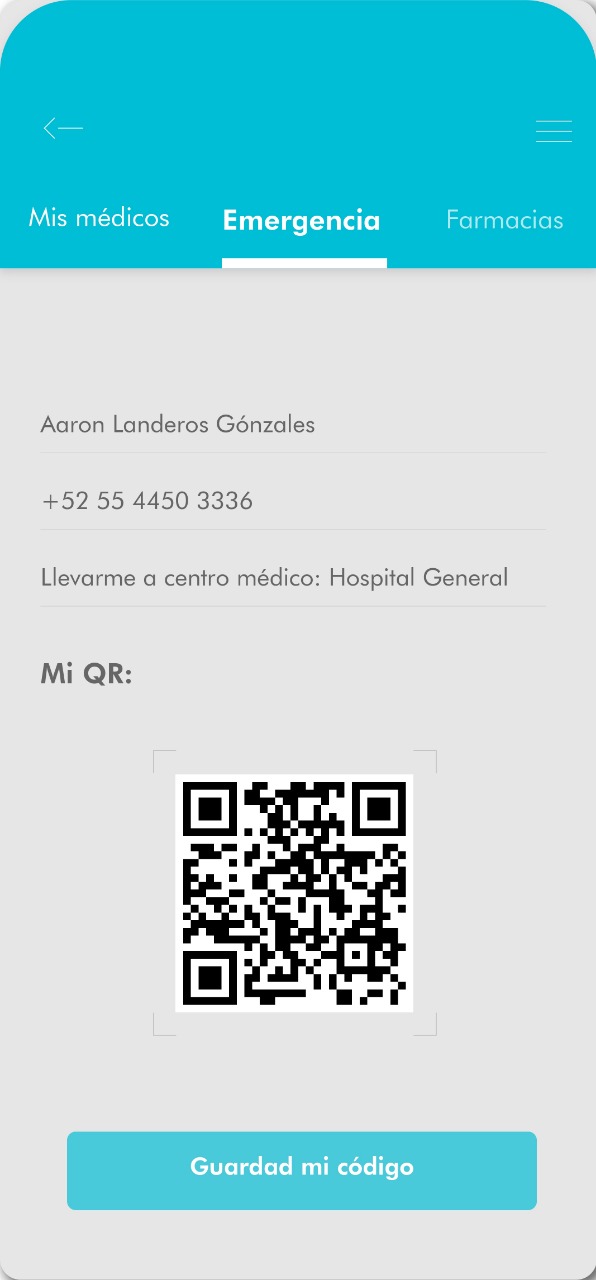 Mis médicos Emergencia Farmacias
Aaron Landeros Gónzales
+52 55 4450 3336
Llevarme a centro médico: Hospital General
Mi QR:
Guardad mi código